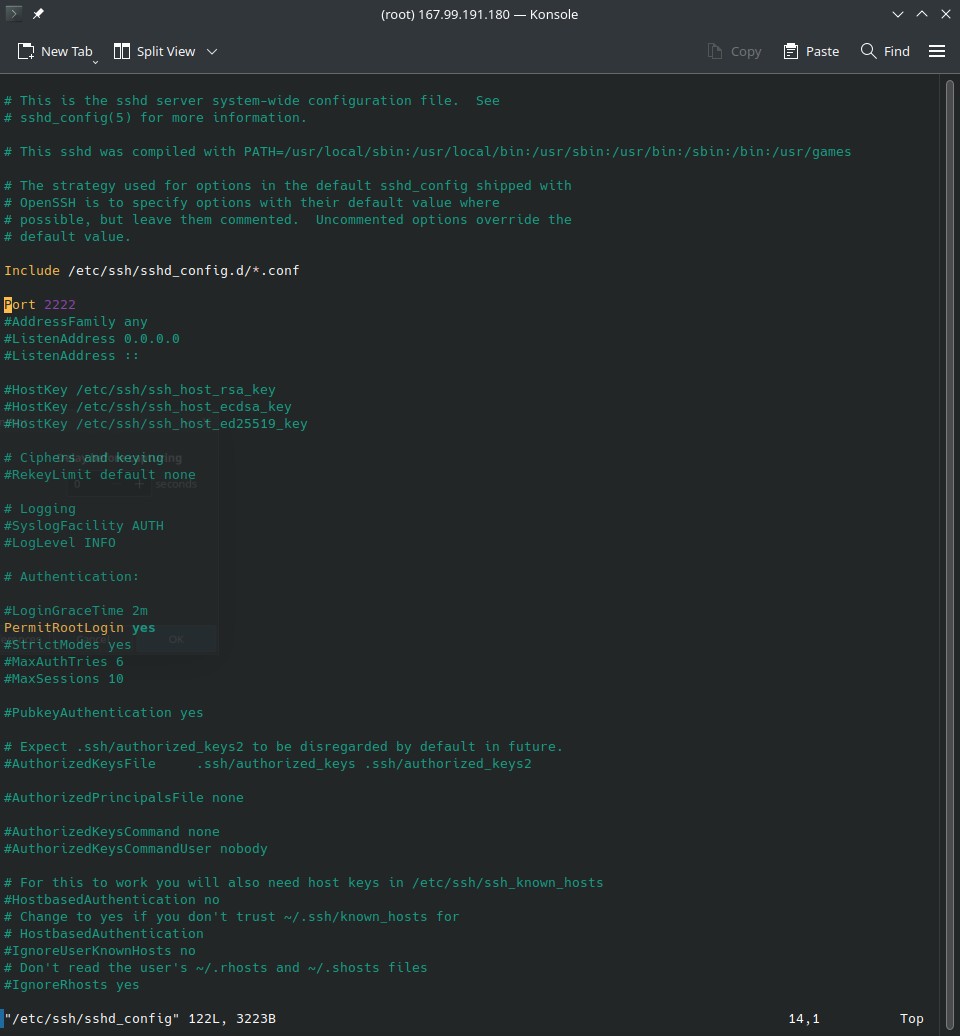 (root) 167.99.191.180 — Konsole
New Tab
Split View
Copy
Paste
Find
# This is the sshd server system-wide configuration file.  See
# sshd_config(5) for more information.
# This sshd was compiled with PATH=/usr/local/sbin:/usr/local/bin:/usr/sbin:/usr/bin:/sbin:/bin:/usr/games
# The strategy used for options in the default sshd_config shipped with
# OpenSSH is to specify options with their default value where
# possible, but leave them commented.  Uncommented options override the
# default value.
Include /etc/ssh/sshd_config.d/*.conf
Port 2222
#AddressFamily any
#ListenAddress 0.0.0.0
#ListenAddress ::
#HostKey /etc/ssh/ssh_host_rsa_key
#HostKey /etc/ssh/ssh_host_ecdsa_key
#HostKey /etc/ssh/ssh_host_ed25519_key
# Ciphers and keying
#RekeyLimit default none
0
seconds
# Logging
#SyslogFacility AUTH
#LogLevel INFO
# Authentication:
#LoginGraceTime 2m
PermitRootLogin yes
OK
#StrictModes yes
#MaxAuthTries 6
#MaxSessions 10
#PubkeyAuthentication yes
# Expect .ssh/authorized_keys2 to be disregarded by default in future.
#AuthorizedKeysFile     .ssh/authorized_keys .ssh/authorized_keys2
#AuthorizedPrincipalsFile none
#AuthorizedKeysCommand none
#AuthorizedKeysCommandUser nobody
# For this to work you will also need host keys in /etc/ssh/ssh_known_hosts
#HostbasedAuthentication no
# Change to yes if you don't trust ~/.ssh/known_hosts for
# HostbasedAuthentication
#IgnoreUserKnownHosts no
# Don't read the user's ~/.rhosts and ~/.shosts files
#IgnoreRhosts yes
"/etc/ssh/sshd_config" 122L, 3223B 14,1 Top